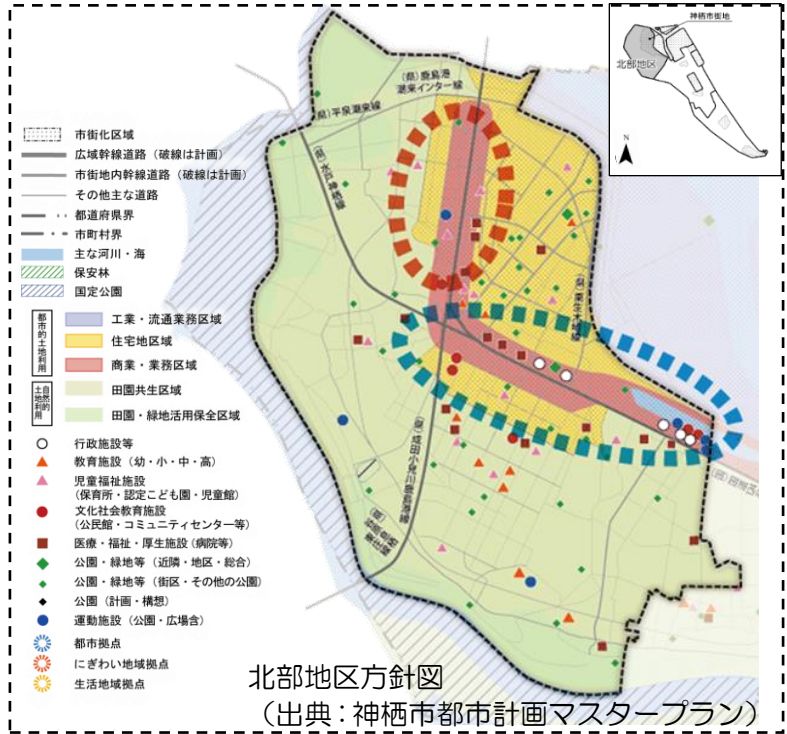 神栖市街地
北部地区
N
(県)鹿島港
潮来インター線
(県)平泉潮来線
市街化区域
広域幹線道路(破線は計画)
市街地内幹線道路(破線は計画)
その他主な道路
都道府県界
市町村界
主な河川・海
保安林
国定公園
都市的土地利用
工業・流通業務区域
住宅地区域
商業・業務区域
自然的土地利用
田園共生区域
田園・緑地活用保全区域
行政施設等
教育施設(幼・小・中・高)
児童福祉施設
(保育所・認定こども園・児童館)
文化社会教育施設
(公民館・コミュニティセンター等)
医療・福祉・厚生施設(病院等)
公園・緑地等(近隣・地区・総合)
公園・緑地等(街区・その他の公園)
公園(計画・構想)
運動施設(公園・広場含)
都市拠点
にぎわい地域拠点
生活地域拠点
(県)成田小見川鹿島港線
北部地区方針図
(出典:神栖市都市計画マスタープラン)